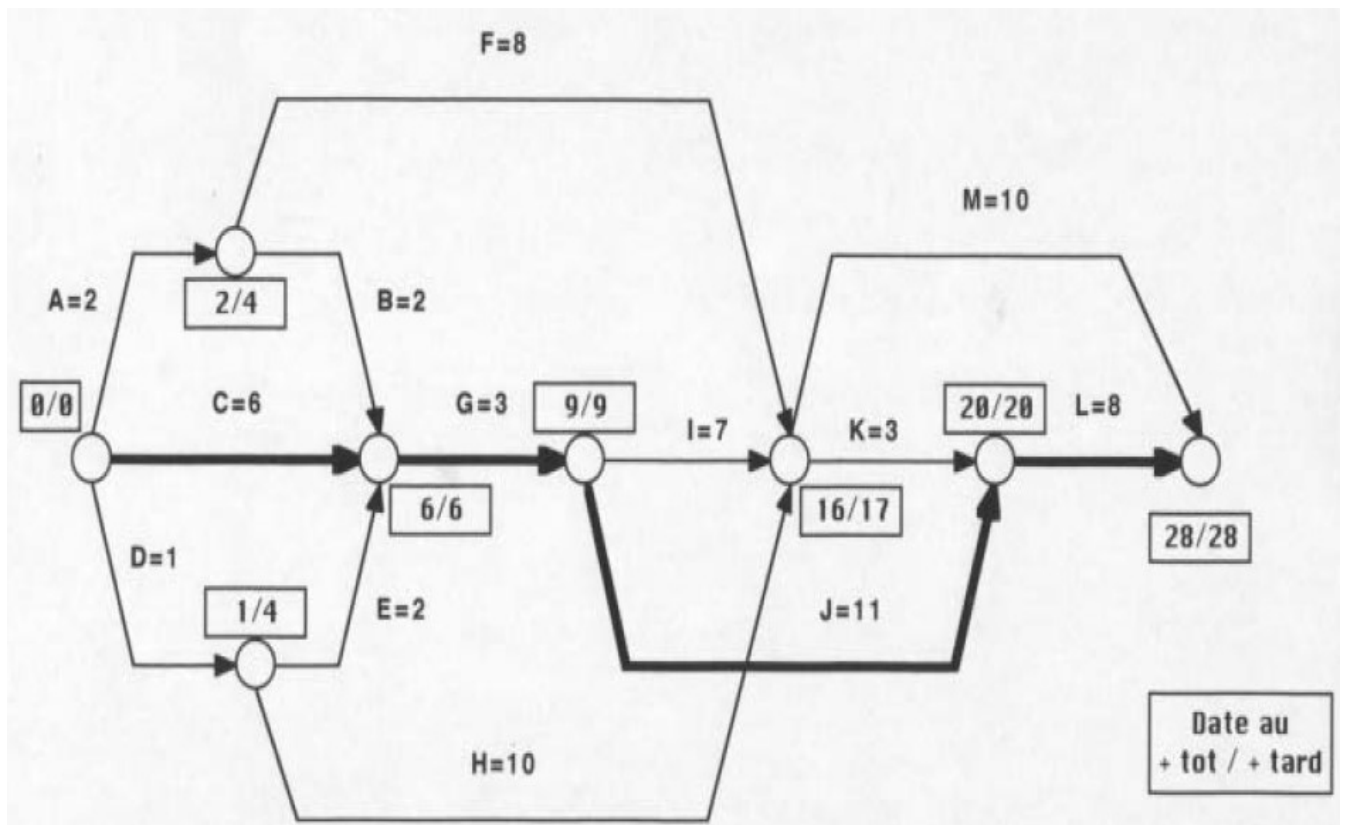 F=8
M=10
A=2
2/4
B=2
0/0
C=6
G=3
9/9
I=7
K=3
20/20
L=8
6/6
16/17
28/28
D=1
1/4
E=2
J=11
H=10
Date au
+ tot / + tard